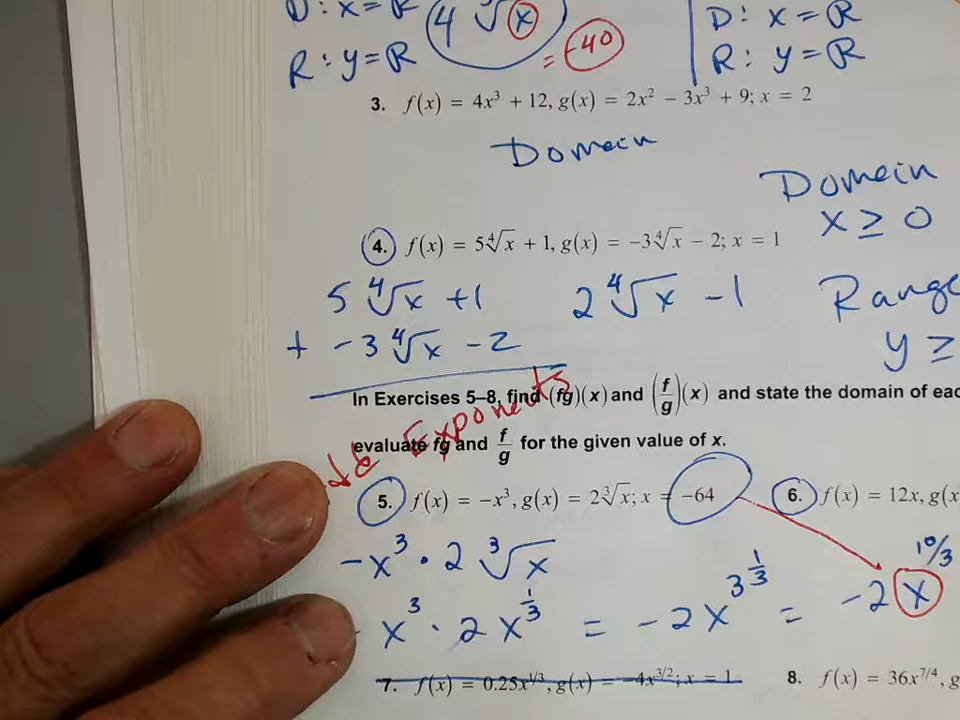 D: x = ℝ
4 ∛x
= -40
D: x = ℝ
R: y = ℝ
R: y = ℝ
3. f(x) = 4x³ + 12, g(x) = 2x² − 3x³ + 9; x = 2
Domain
Domain
x ≥ 0
4. f(x) = 5∜x + 1, g(x) = −3∜x − 2; x = 1
5 ∜x + 1
2 ∜x − 1
Range
+ −3 ∜x − 2
y ≥
In Exercises 5–8, find (fg)(x) and (f/g)(x) and state the domain of
Exponents
evaluate fg and f/g for the given value of x.
5. f(x) = −x³, g(x) = 2∛x; x = −64
6. f(x) = 12x, g(x
−x³ · 2 ∛x
x³ · 2x^1/3 = −2x^3 1/3 = −2x^10/3
7. f(x) = 0.25x^1/3, g(x) = −4x^3/2; x = 1
8. f(x) = 36x^7/4, g